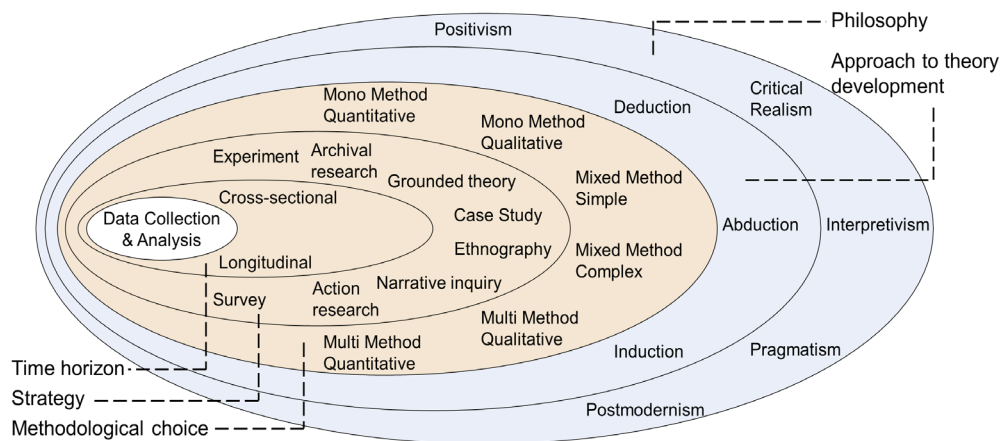 Positivism
Philosophy
Approach to theory
development
Critical
Realism
Deduction
Mono Method
Quantitative
Mono Method
Qualitative
Experiment
Archival
research
Grounded theory
Mixed Method
Simple
Cross-sectional
Case Study
Data Collection
& Analysis
Abduction
Interpretivism
Ethnography
Mixed Method
Complex
Longitudinal
Narrative inquiry
Survey
Action
research
Multi Method
Qualitative
Multi Method
Quantitative
Induction
Pragmatism
Time horizon
Strategy
Postmodernism
Methodological choice